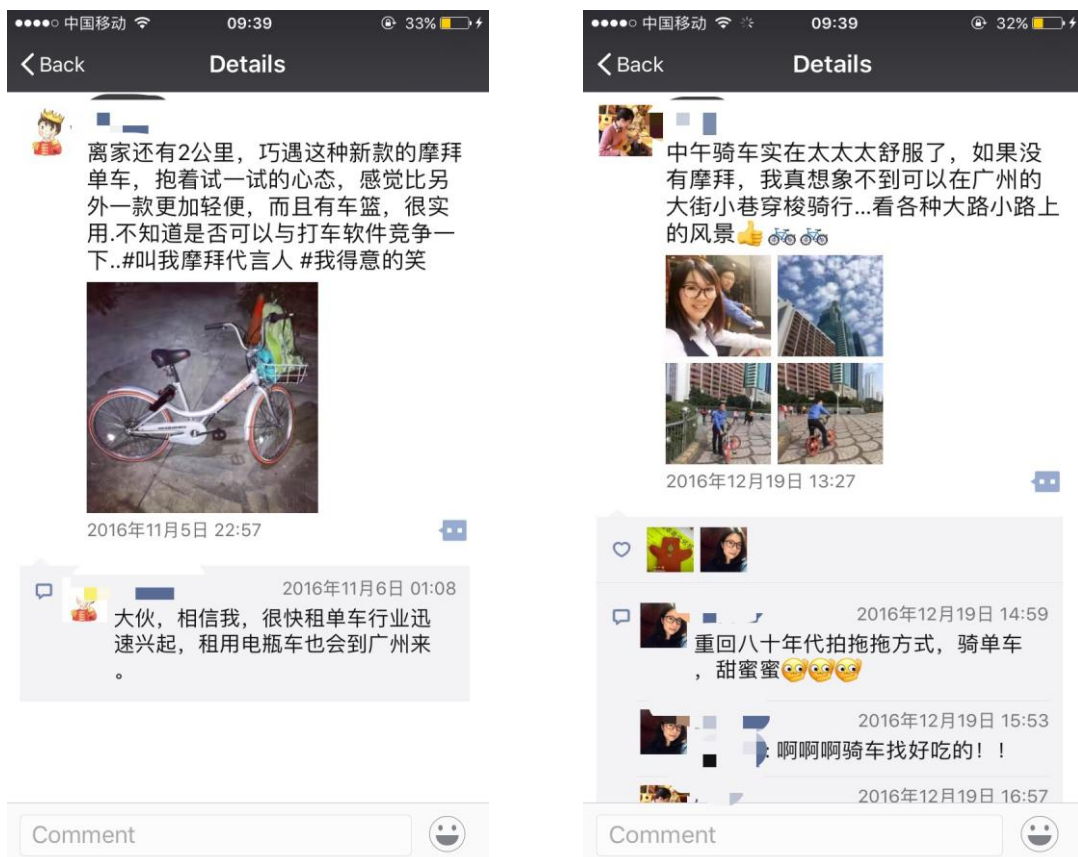 中国移动 09:39 33%
Back Details
离家还有2公里，巧遇这种新款的摩拜
单车，抱着试一试的心态，感觉比另
外一款更加轻便，而且有车篮，很实
用.不知道是否可以与打车软件竞争一
下..#叫我摩拜代言人 #我得意的笑
2016年11月5日 22:57
2016年11月6日 01:08
大伙，相信我，很快租单车行业迅
速兴起，租用电瓶车也会到广州来
。
Comment
中国移动 09:39 32%
Back Details
中午骑车实在太太太舒服了，如果没
有摩拜，我真想象不到可以在广州的
大街小巷穿梭骑行...看各种大路小路上
的风景👍🚲🚲
2016年12月19日 13:27
2016年12月19日 14:59
重回八十年代拍拖拖方式，骑单车
，甜蜜蜜
2016年12月19日 15:53
: 啊啊啊骑车找好吃的！！
2016年12月19日 16:57
Comment